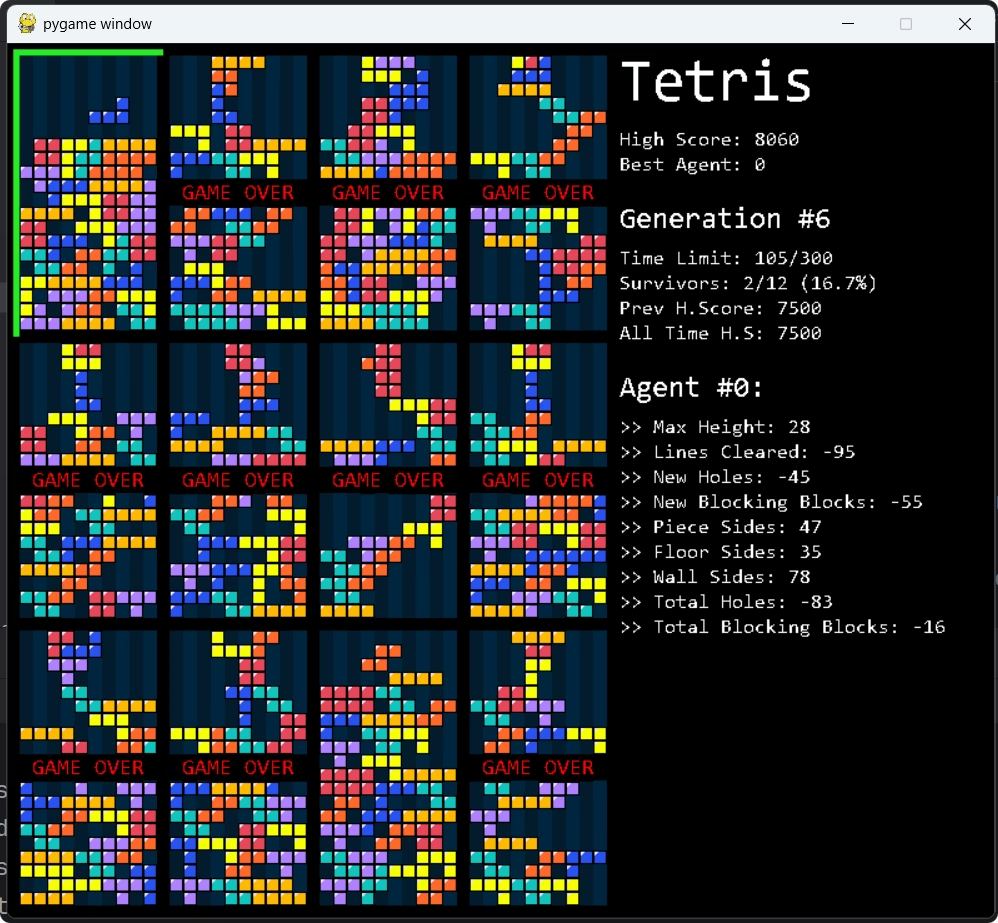 pygame window
Tetris
High Score: 8060
Best Agent: 0
Generation #6
Time Limit: 105/300
Survivors: 2/12 (16.7%)
Prev H.Score: 7500
All Time H.S: 7500
Agent #0:
>> Max Height: 28
>> Lines Cleared: -95
>> New Holes: -45
>> New Blocking Blocks: -55
>> Piece Sides: 47
>> Floor Sides: 35
>> Wall Sides: 78
>> Total Holes: -83
>> Total Blocking Blocks: -16
GAME OVER
GAME OVER
GAME OVER
GAME OVER
GAME OVER
GAME OVER
GAME OVER
GAME OVER
GAME OVER
GAME OVER